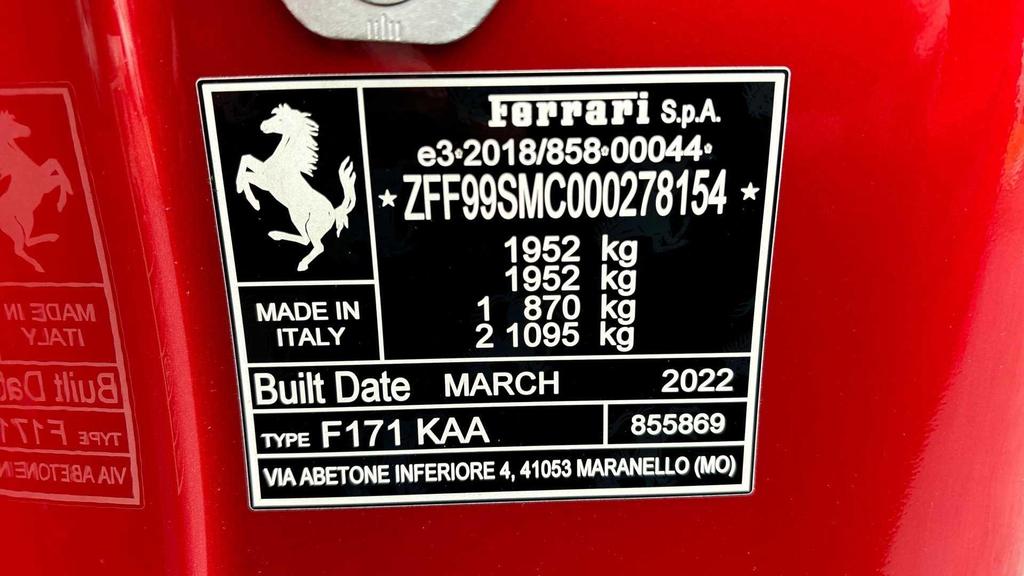 Ferrari S.p.A.
e3*2018/858*00044*
★ ZFF99SMC000278154 ★
1952 kg
1952 kg
1 870 kg
2 1095 kg
MADE IN
ITALY
Built Date MARCH 2022
TYPE F171 KAA 855869
VIA ABETONE INFERIORE 4, 41053 MARANELLO (MO)